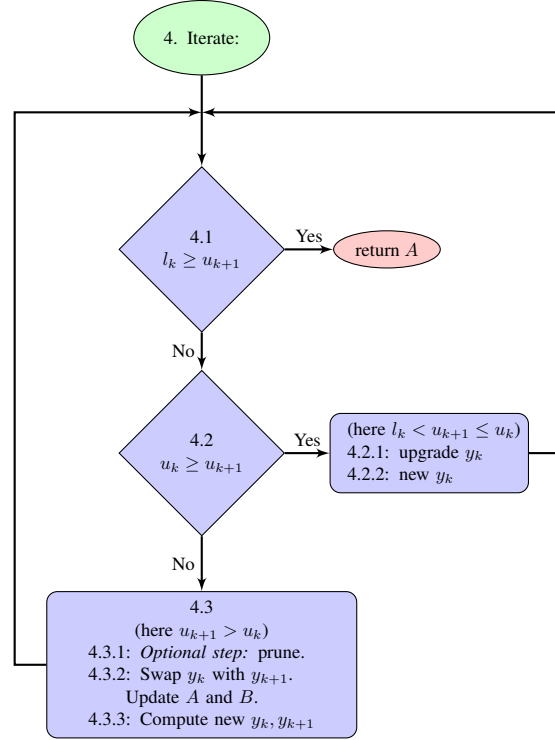 4. Iterate:
4.1
l_k ≥ u_{k+1}
Yes
return A
No
4.2
u_k ≥ u_{k+1}
Yes
(here l_k < u_{k+1} ≤ u_k)
4.2.1: upgrade y_k
4.2.2: new y_k
No
4.3
(here u_{k+1} > u_k)
4.3.1: Optional step: prune.
4.3.2: Swap y_k with y_{k+1}.
Update A and B.
4.3.3: Compute new y_k, y_{k+1}